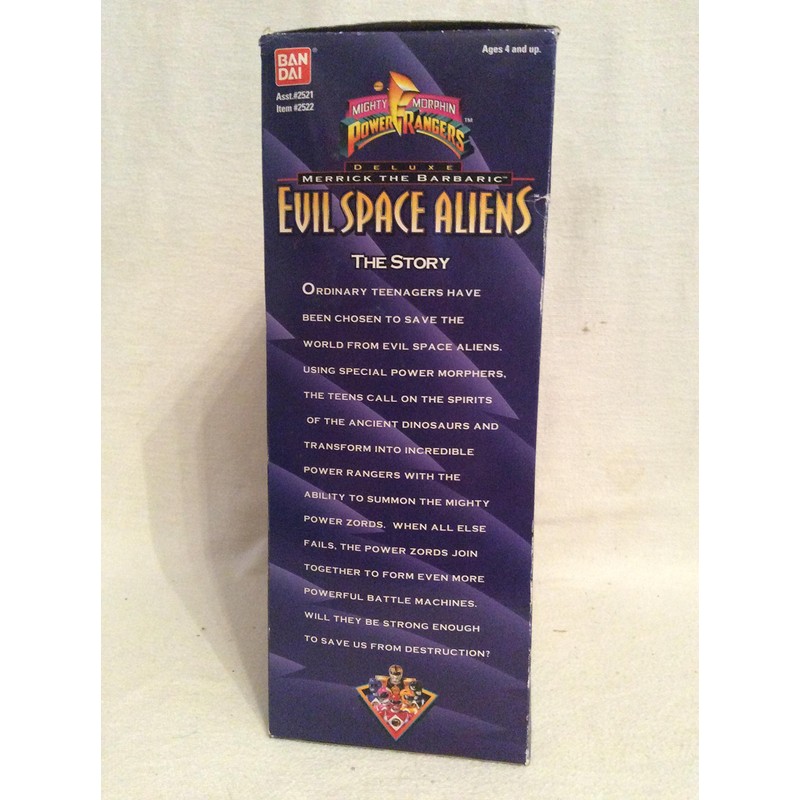 BAN
DAI®
Asst.#2521
Item #2522
Ages 4 and up.
MIGHTY MORPHIN
POWER RANGERS™
DELUXE
MERRICK THE BARBARIC™
EVIL SPACE ALIENS
THE STORY
ORDINARY TEENAGERS HAVE
BEEN CHOSEN TO SAVE THE
WORLD FROM EVIL SPACE ALIENS.
USING SPECIAL POWER MORPHERS,
THE TEENS CALL ON THE SPIRITS
OF THE ANCIENT DINOSAURS AND
TRANSFORM INTO INCREDIBLE
POWER RANGERS WITH THE
ABILITY TO SUMMON THE MIGHTY
POWER ZORDS. WHEN ALL ELSE
FAILS, THE POWER ZORDS JOIN
TOGETHER TO FORM EVEN MORE
POWERFUL BATTLE MACHINES.
WILL THEY BE STRONG ENOUGH
TO SAVE US FROM DESTRUCTION?